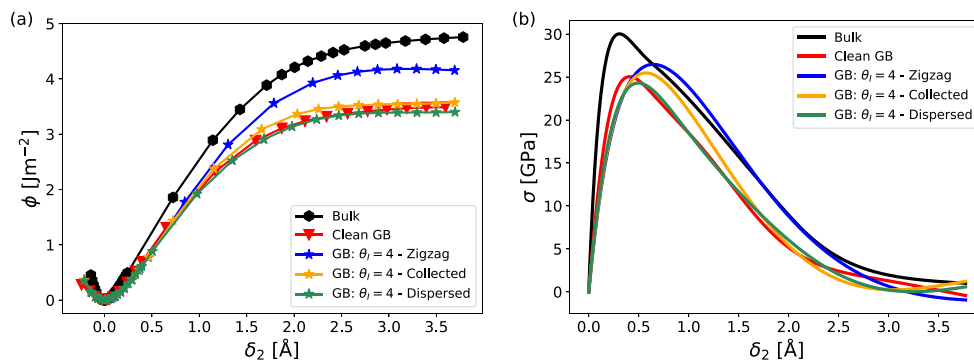 (a)
ϕ [Jm⁻²]
5
4
3
2
1
0
0.0 0.5 1.0 1.5 2.0 2.5 3.0 3.5
δ₂ [Å]
Bulk
Clean GB
GB: θ_I = 4 - Zigzag
GB: θ_I = 4 - Collected
GB: θ_I = 4 - Dispersed
(b)
σ [GPa]
30
25
20
15
10
5
0
0.0 0.5 1.0 1.5 2.0 2.5 3.0 3.5
δ₂ [Å]
Bulk
Clean GB
GB: θ_I = 4 - Zigzag
GB: θ_I = 4 - Collected
GB: θ_I = 4 - Dispersed